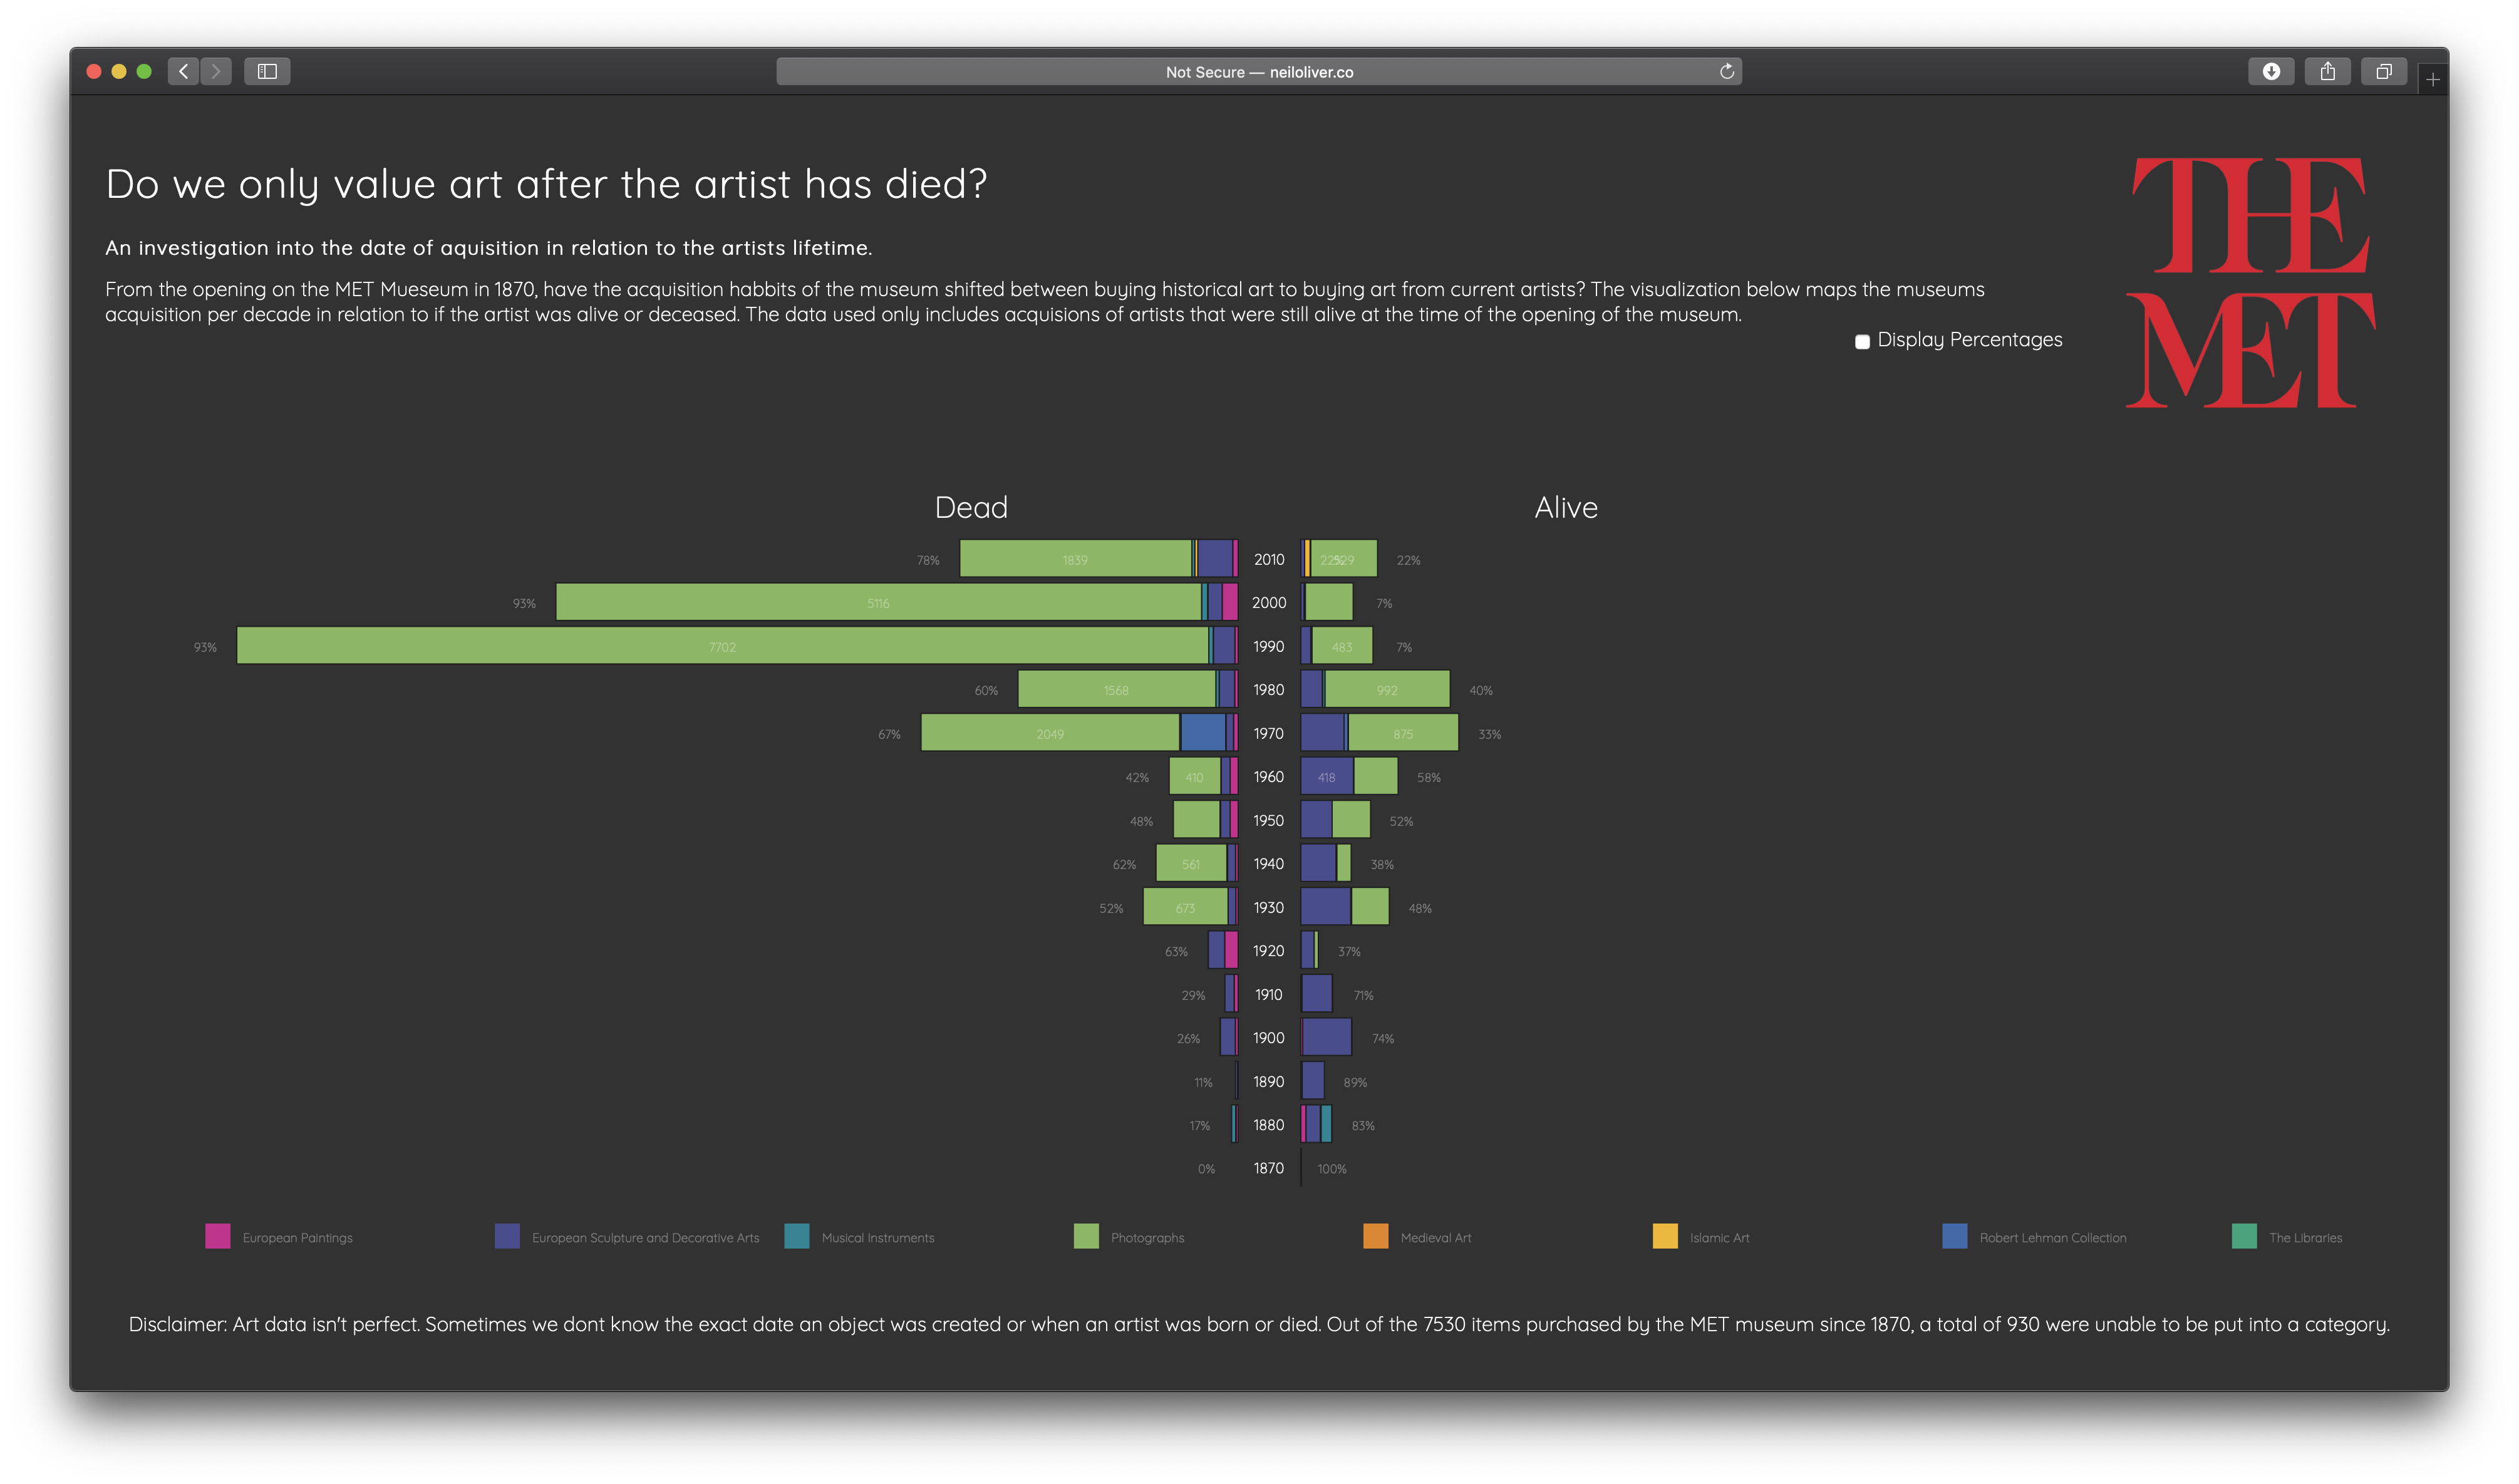 Not Secure — neiloliver.co
Do we only value art after the artist has died?
An investigation into the date of aquisition in relation to the artists lifetime.
From the opening on the MET Mueseum in 1870, have the acquisition habbits of the museum shifted between buying historical art to buying art from current artists? The visualization below maps the museums
acquisition per decade in relation to if the artist was alive or deceased. The data used only includes acquisions of artists that were still alive at the time of the opening of the museum.
Display Percentages
THE
MET
Dead Alive
78% 1839 2010 22% 529 22%
93% 5116 2000 7%
93% 7702 1990 483 7%
60% 1568 1980 992 40%
67% 2049 1970 875 33%
42% 410 1960 418 58%
48% 1950 52%
62% 561 1940 38%
52% 673 1930 48%
63% 1920 37%
29% 1910 71%
26% 1900 74%
11% 1890 89%
17% 1880 83%
0% 1870 100%
European Paintings European Sculpture and Decorative Arts Musical Instruments Photographs Medieval Art Islamic Art Robert Lehman Collection The Libraries
Disclaimer: Art data isn't perfect. Sometimes we dont know the exact date an object was created or when an artist was born or died. Out of the 7530 items purchased by the MET museum since 1870, a total of 930 were unable to be put into a category.